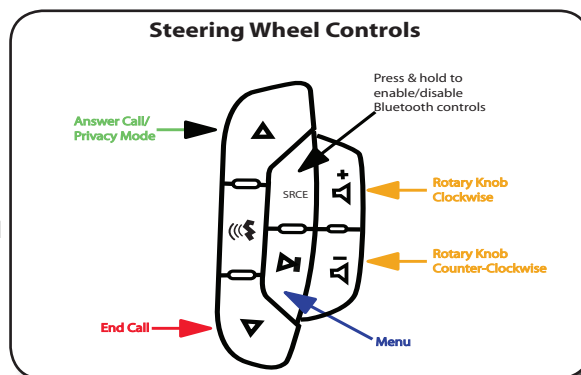 Steering Wheel Controls
Press & hold to
enable/disable
Bluetooth controls
Answer Call/
Privacy Mode
SRCE
+
Rotary Knob
Clockwise
–
Rotary Knob
Counter-Clockwise
End Call
Menu